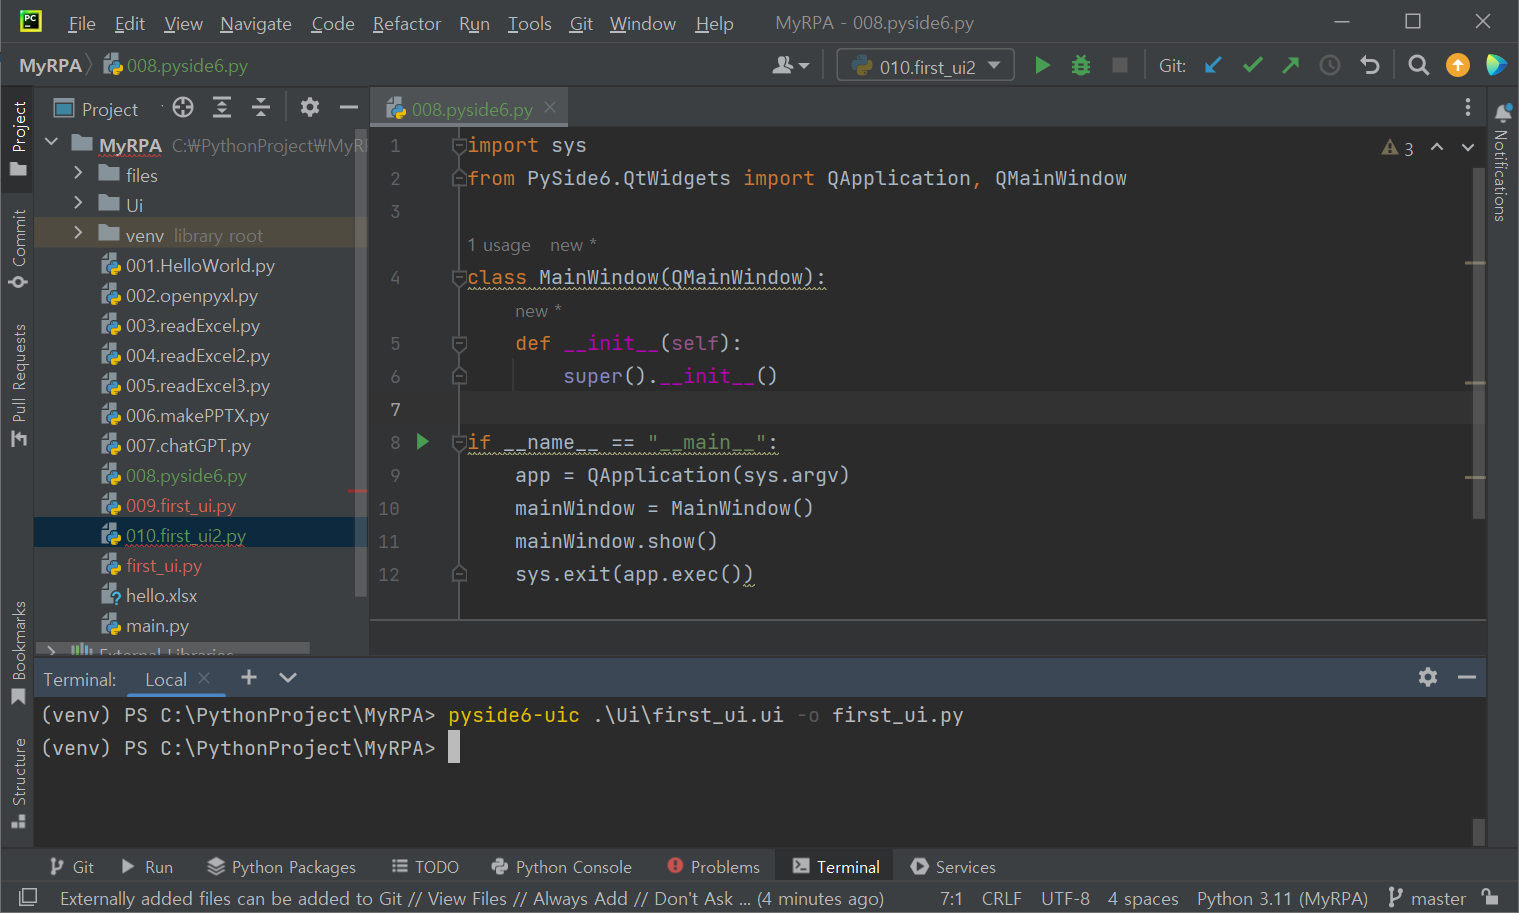 PC
File Edit View Navigate Code Refactor Run Tools Git Window Help MyRPA - 008.pyside6.py
MyRPA 008.pyside6.py 010.first_ui2 Git:
Project
Commit
Pull Requests
Bookmarks
Structure
Project
MyRPA C:₩PythonProject₩MyRP
files
Ui
venv library root
001.HelloWorld.py
002.openpyxl.py
003.readExcel.py
004.readExcel2.py
005.readExcel3.py
006.makePPTX.py
007.chatGPT.py
008.pyside6.py
009.first_ui.py
010.first_ui2.py
first_ui.py
hello.xlsx
main.py
External Libraries
008.pyside6.py
3
1 import sys
2 from PySide6.QtWidgets import QApplication, QMainWindow
3
1 usage new *
4 class MainWindow(QMainWindow):
new *
5 def __init__(self):
6 super().__init__()
7
8 if __name__ == "__main__":
9 app = QApplication(sys.argv)
10 mainWindow = MainWindow()
11 mainWindow.show()
12 sys.exit(app.exec())
Notifications
Terminal: Local
(venv) PS C:\PythonProject\MyRPA> pyside6-uic .\Ui\first_ui.ui -o first_ui.py
(venv) PS C:\PythonProject\MyRPA>
Git Run Python Packages TODO Python Console Problems Terminal Services
Externally added files can be added to Git // View Files // Always Add // Don't Ask ... (4 minutes ago) 7:1 CRLF UTF-8 4 spaces Python 3.11 (MyRPA) master